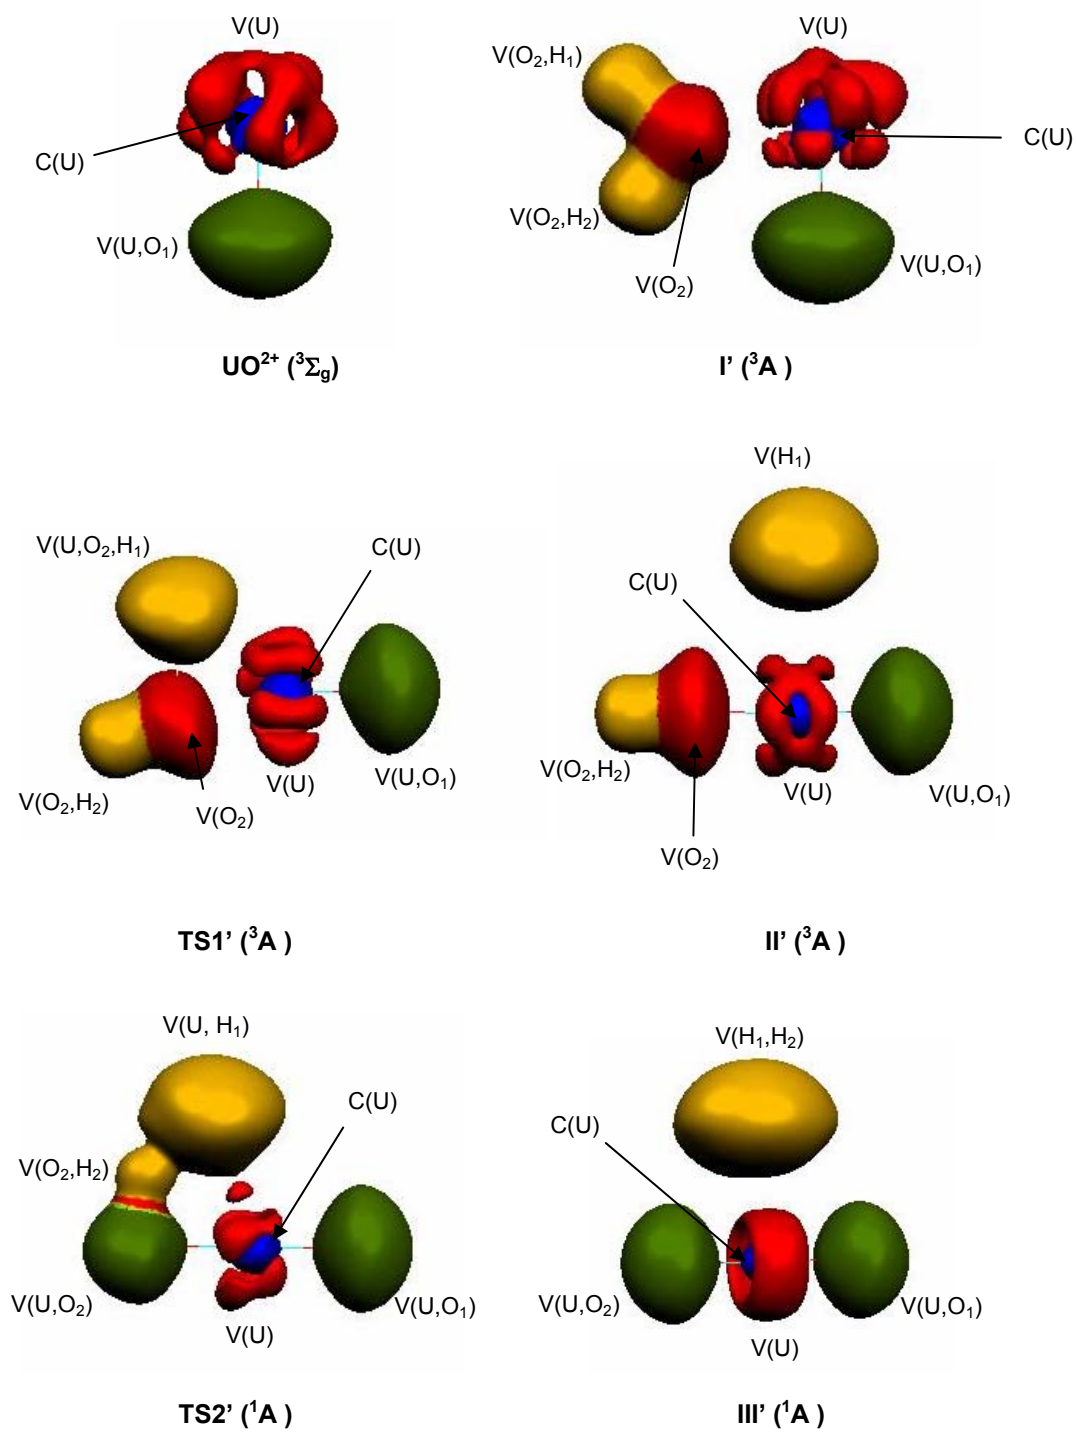 V(U)
C(U)
V(U,O₁)
UO²⁺ (³Σg)
V(U)
V(O₂,H₁)
C(U)
V(O₂,H₂)
V(O₂)
V(U,O₁)
I’ (³A )
V(U,O₂,H₁)
C(U)
V(U)
V(U,O₁)
V(O₂,H₂)
V(O₂)
TS1’ (³A )
V(H₁)
C(U)
V(O₂,H₂)
V(U)
V(U,O₁)
V(O₂)
II’ (³A )
V(U, H₁)
C(U)
V(O₂,H₂)
V(U,O₂)
V(U,O₁)
V(U)
TS2’ (¹A )
V(H₁,H₂)
C(U)
V(U,O₂)
V(U,O₁)
V(U)
III’ (¹A )